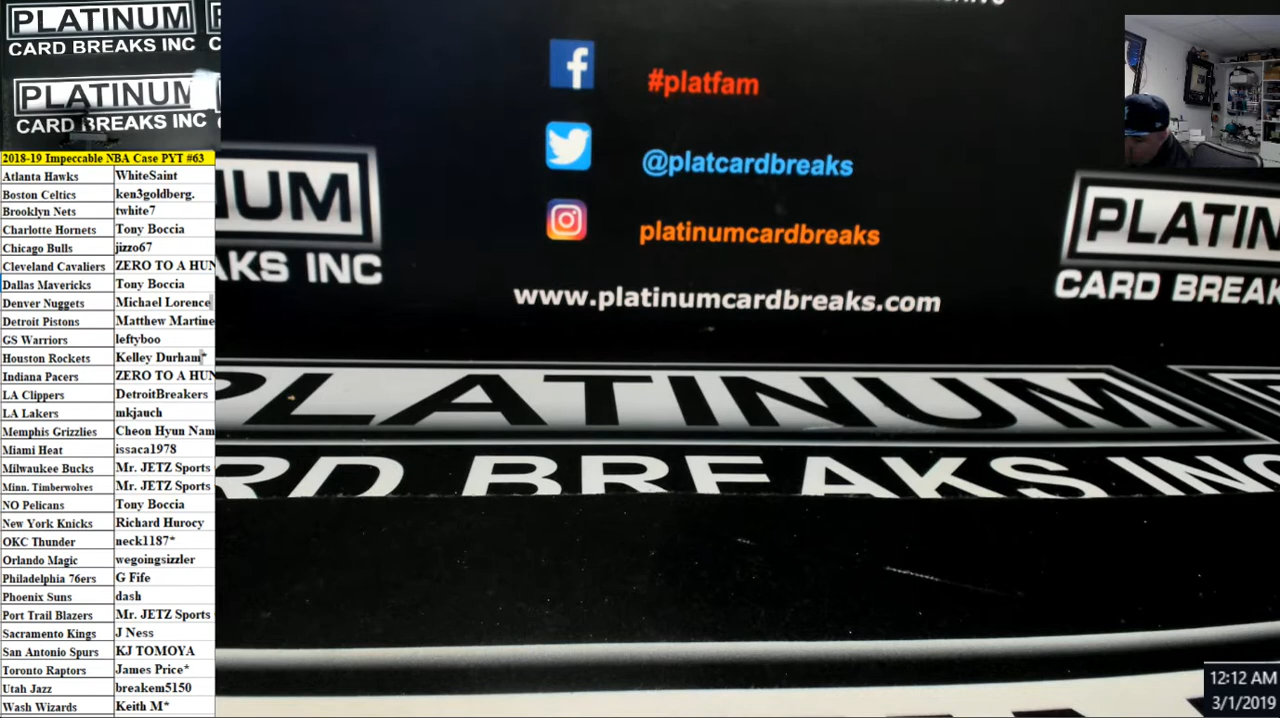 PLATINUM
CARD BREAKS INC
PLATINUM
CARD BREAKS INC
2018-19 Impeccable NBA Case PYT #63
Atlanta Hawks WhiteSaint
Boston Celtics ken3goldberg.
Brooklyn Nets twhite7
Charlotte Hornets Tony Boccia
Chicago Bulls jizzo67
Cleveland Cavaliers ZERO TO A HUN
Dallas Mavericks Tony Boccia
Denver Nuggets Michael Lorence
Detroit Pistons Matthew Martine
GS Warriors leftyboo
Houston Rockets Kelley Durham*
Indiana Pacers ZERO TO A HUN
LA Clippers DetroitBreakers
LA Lakers mkjauch
Memphis Grizzlies Cheon Hyun Nam
Miami Heat issaca1978
Milwaukee Bucks Mr. JETZ Sports
Minn. Timberwolves Mr. JETZ Sports
NO Pelicans Tony Boccia
New York Knicks Richard Hurocy
OKC Thunder neck1187*
Orlando Magic wegoingsizzler
Philadelphia 76ers G Fife
Phoenix Suns dash
Port Trail Blazers Mr. JETZ Sports
Sacramento Kings J Ness
San Antonio Spurs KJ TOMOYA
Toronto Raptors James Price*
Utah Jazz breakem5150
Wash Wizards Keith M*
#platfam
@platcardbreaks
platinumcardbreaks
www.platinumcardbreaks.com
NUM
AKS INC
PLATIN
CARD BREAK
PLATINUM
RD BREAKS INC
12:12 AM
3/1/2019